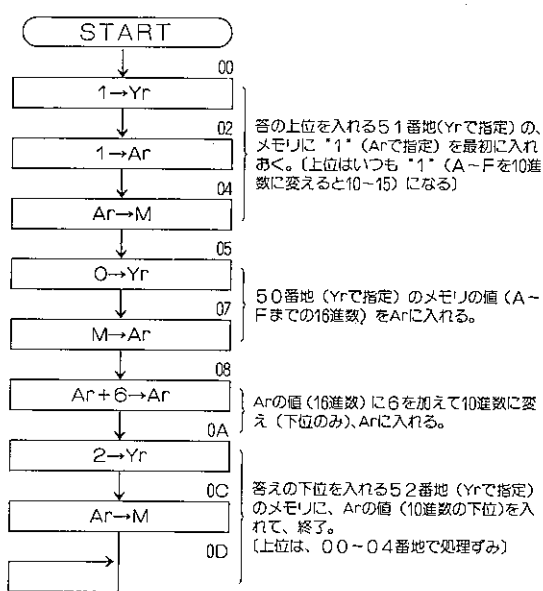 START
00
1→Yr
02
1→Ar
04
Ar→M
答の上位を入れる51番地(Yrで指定)の、
メモリに"1"(Arで指定)を最初に入れ
おく。〔上位はいつも"1"(A~Fを10進
数に変えると10~15)になる〕
05
0→Yr
07
M→Ar
50番地(Yrで指定)のメモリの値(A~
Fまでの16進数)をArに入れる。
08
Ar+6→Ar
Arの値(16進数)に6を加えて10進数に変
え(下位のみ)、Arに入れる。
0A
2→Yr
0C
Ar→M
0D
答えの下位を入れる52番地(Yrで指定)
のメモリに、Arの値(10進数の下位)を入
れて、終了。
〔上位は、00~04番地で処理ずみ〕